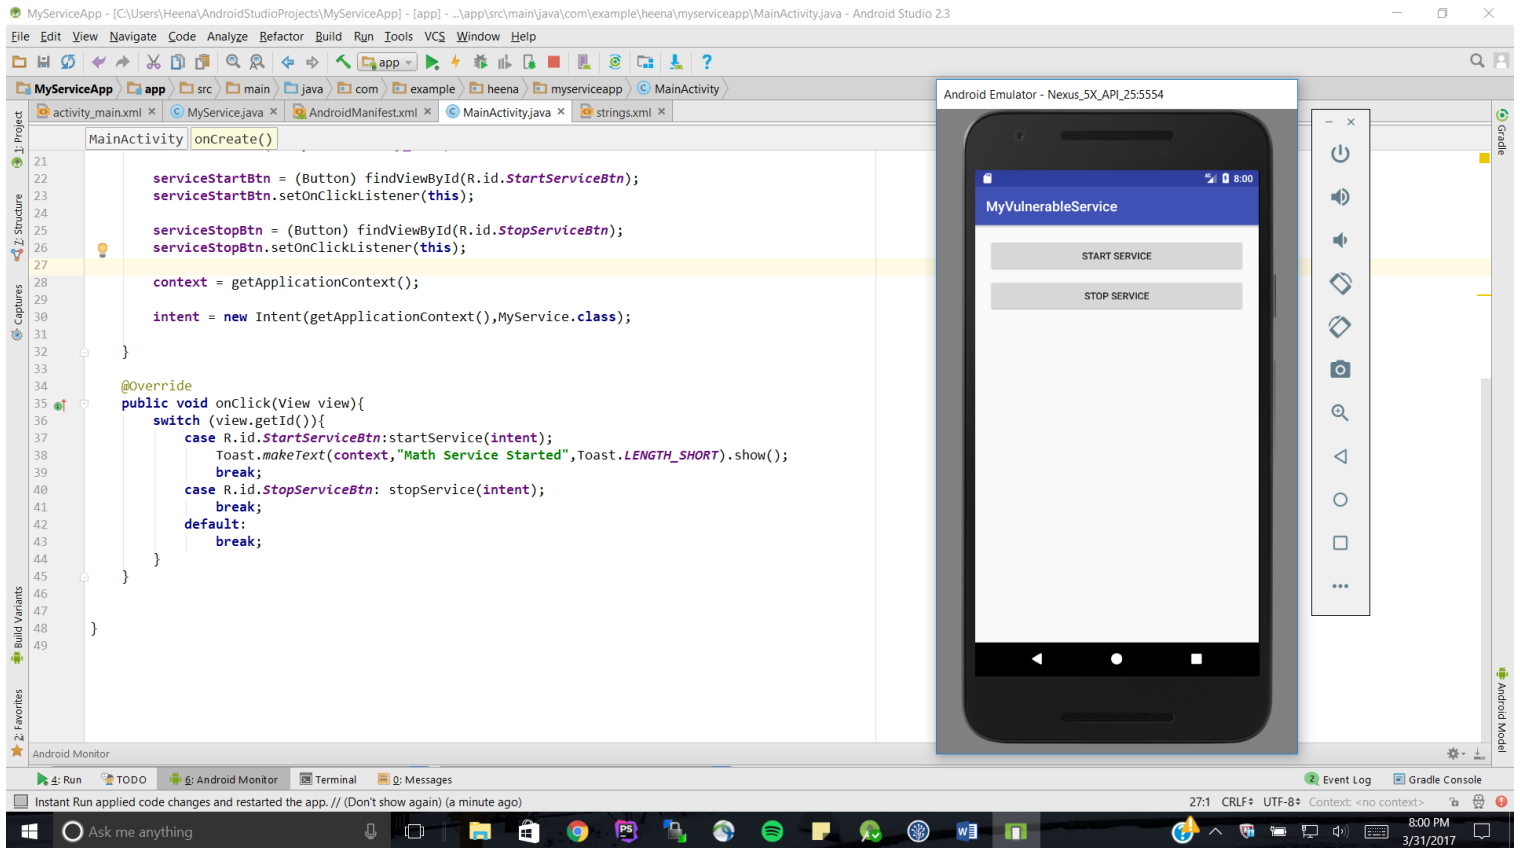 MyServiceApp - [C:\Users\Heena\AndroidStudioProjects\MyServiceApp] - [app] - ...\app\src\main\java\com\example\heena\myserviceapp\MainActivity.java - Android Studio 2.3
File Edit View Navigate Code Analyze Refactor Build Run Tools VCS Window Help
app
MyServiceApp app src main java com example heena myserviceapp MainActivity
activity_main.xml MyService.java AndroidManifest.xml MainActivity.java strings.xml
MainActivity onCreate()
21
22 serviceStartBtn = (Button) findViewById(R.id.StartServiceBtn);
23 serviceStartBtn.setOnClickListener(this);
24
25 serviceStopBtn = (Button) findViewById(R.id.StopServiceBtn);
26 serviceStopBtn.setOnClickListener(this);
27
28 context = getApplicationContext();
29
30 intent = new Intent(getApplicationContext(),MyService.class);
31
32 }
33
34 @Override
35 public void onClick(View view){
36 switch (view.getId()){
37 case R.id.StartServiceBtn:startService(intent);
38 Toast.makeText(context,"Math Service Started",Toast.LENGTH_SHORT).show();
39 break;
40 case R.id.StopServiceBtn: stopService(intent);
41 break;
42 default:
43 break;
44 }
45 }
46
47
48 }
49
1: Project
Z: Structure
Captures
Build Variants
2: Favorites
Android Emulator - Nexus_5X_API_25:5554
8:00
MyVulnerableService
START SERVICE
STOP SERVICE
Gradle
Android Model
Android Monitor
4: Run TODO 6: Android Monitor Terminal 0: Messages 2 Event Log Gradle Console
Instant Run applied code changes and restarted the app. // (Don't show again) (a minute ago) 27:1 CRLF UTF-8 Context: <no context>
Ask me anything
8:00 PM
3/31/2017